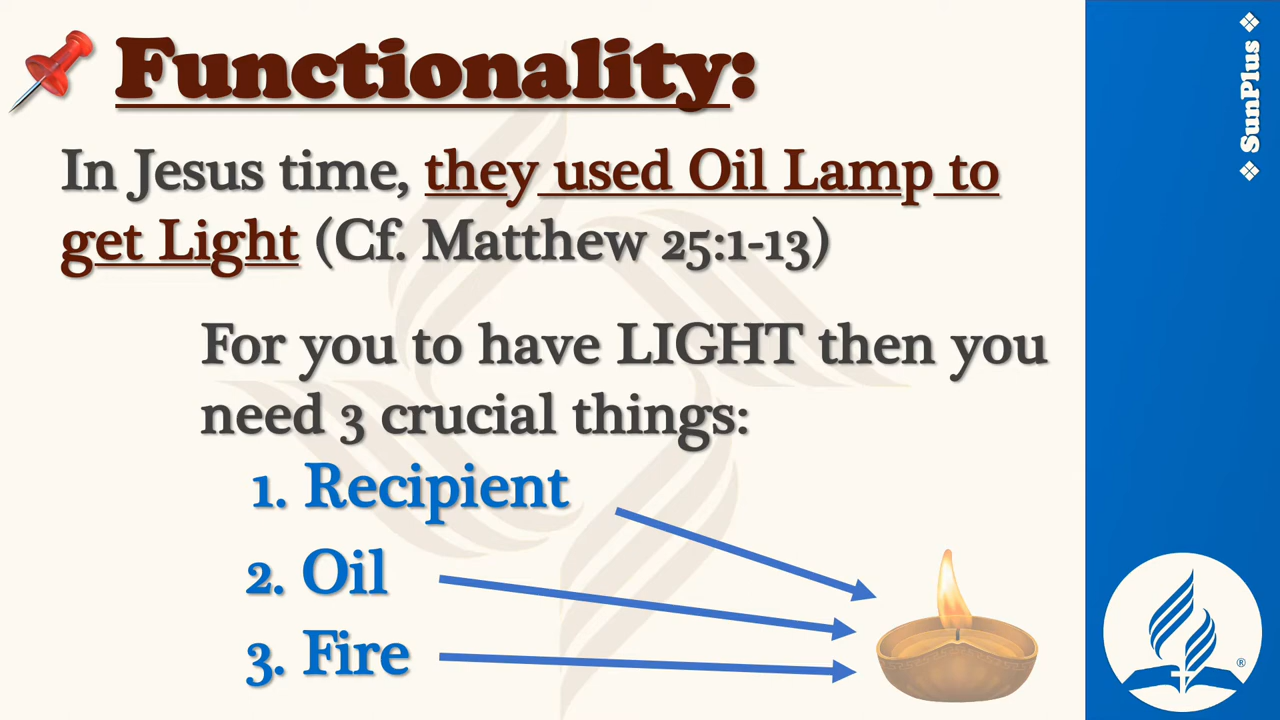 Functionality:
In Jesus time, they used Oil Lamp to
get Light (Cf. Matthew 25:1-13)
For you to have LIGHT then you
need 3 crucial things:
1. Recipient
2. Oil
3. Fire
❖ SunPlus ❖
®